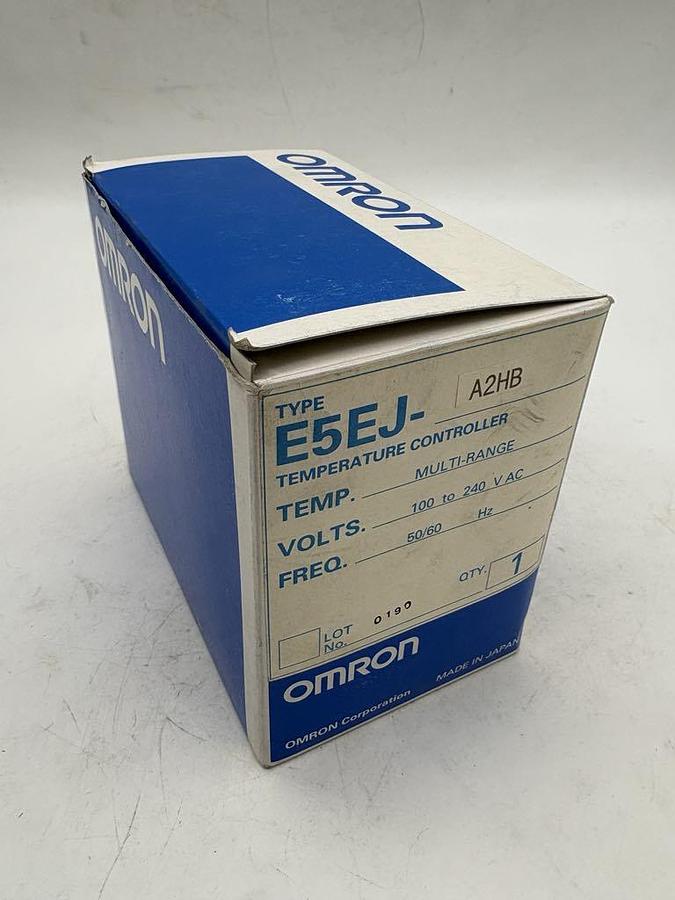 OMRON
OMRON
TYPE E5EJ- A2HB
TEMPERATURE CONTROLLER
TEMP. MULTI-RANGE
VOLTS. 100 to 240 V AC
FREQ. 50/60 Hz
QTY. 1
LOT No. 0190
OMRON
OMRON Corporation MADE IN JAPAN